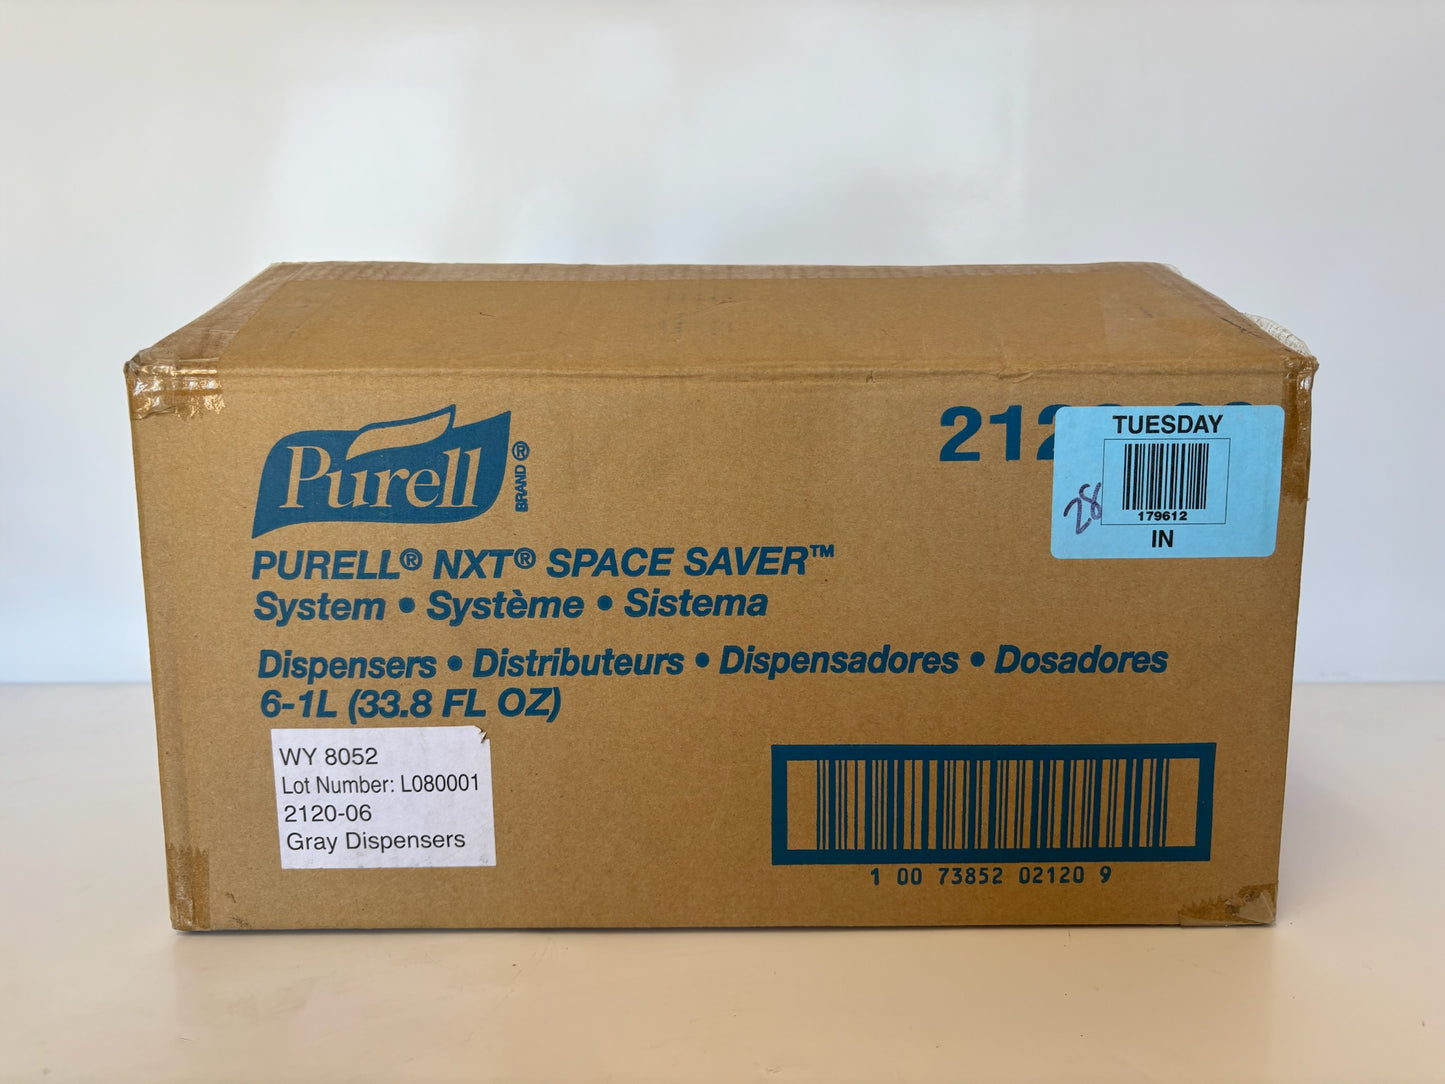 Purell
BRAND ®
212
TUESDAY
28
179612
IN
PURELL® NXT® SPACE SAVER™
System • Système • Sistema
Dispensers • Distributeurs • Dispensadores • Dosadores
6-1L (33.8 FL OZ)
WY 8052
Lot Number: L080001
2120-06
Gray Dispensers
1 00 73852 02120 9